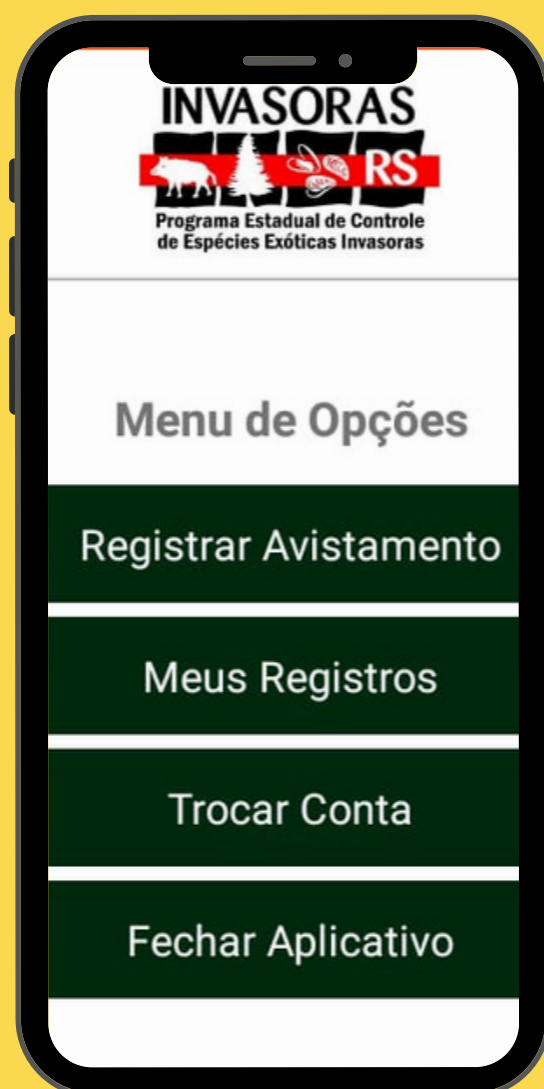 INVASORAS
RS
Programa Estadual de Controle
de Espécies Exóticas Invasoras
Menu de Opções
Registrar Avistamento
Meus Registros
Trocar Conta
Fechar Aplicativo